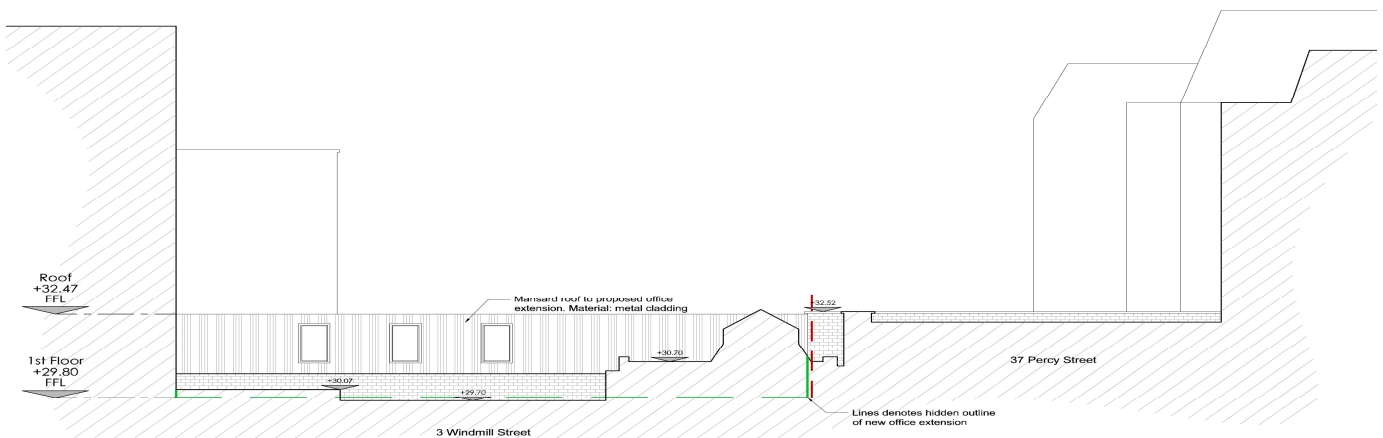 Roof
+32.47
FFL
Mansard roof to proposed office
extension. Material: metal cladding
+32.52
1st Floor
+29.80
FFL
+30.70
37 Percy Street
+30.07
+29.70
Lines denotes hidden outline
of new office extension
3 Windmill Street